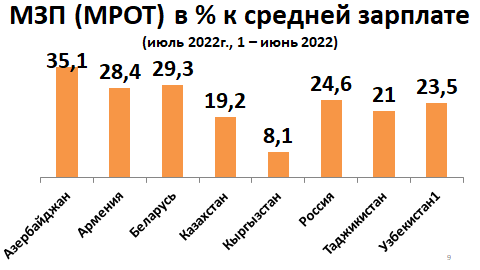 МЗП (МРОТ) в % к средней зарплате
(июль 2022г., 1 – июнь 2022)
35,1
28,4
29,3
19,2
8,1
24,6
21
23,5
Азербайджан
Армения
Беларусь
Казахстан
Кыргызстан
Россия
Таджикистан
Узбекистан1
9